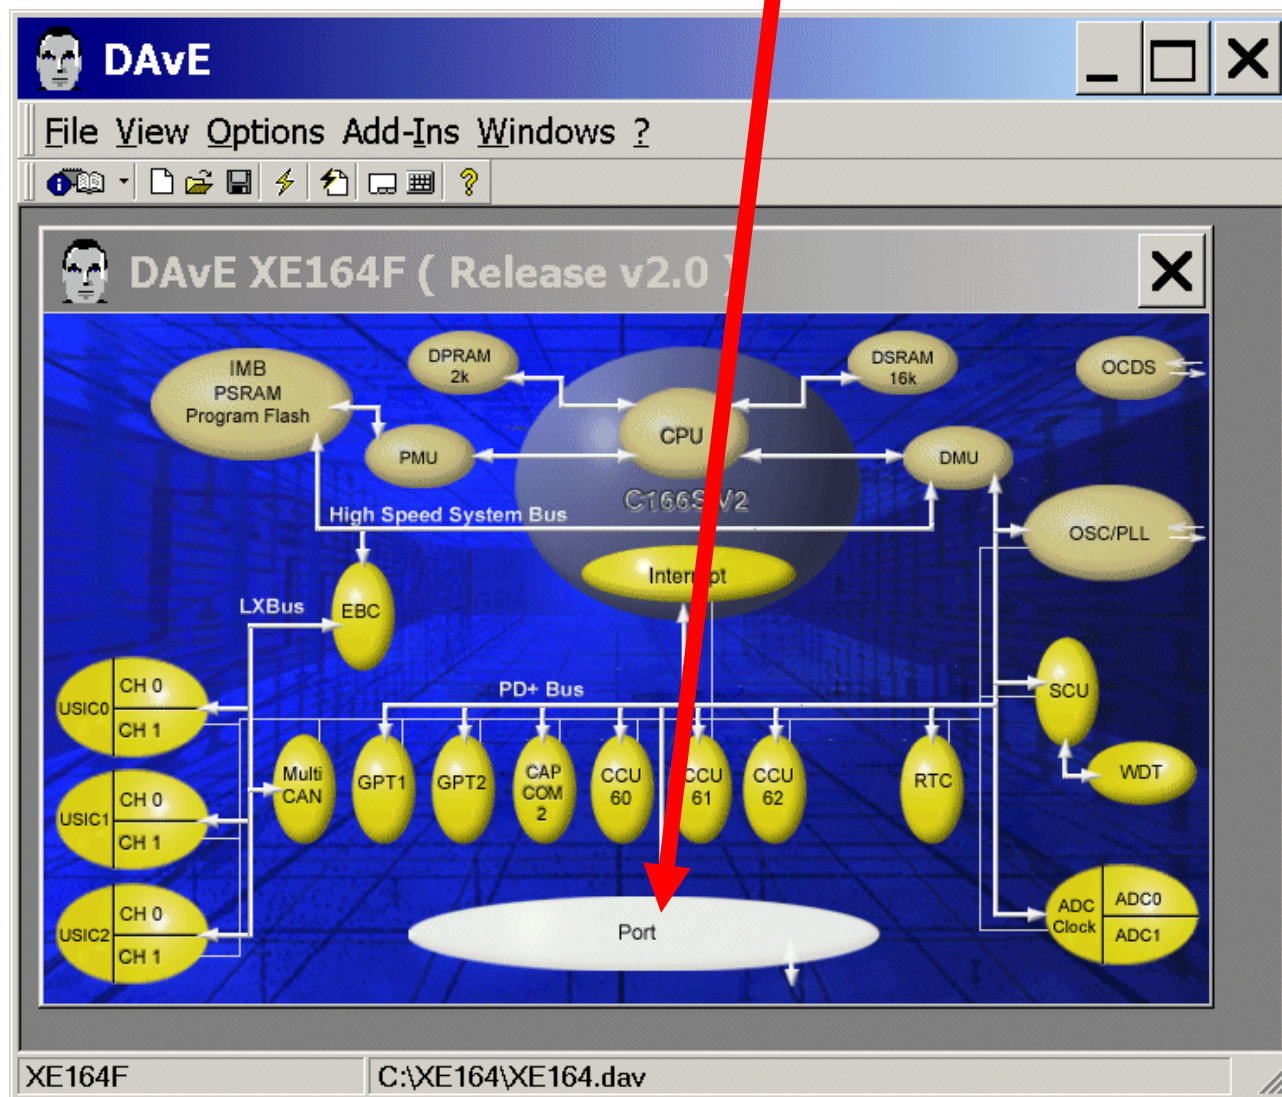 DAvE
File View Options Add-Ins Windows ?
DAvE XE164F ( Release v2.0 )
IMB
PSRAM
Program Flash
DPRAM
2k
DSRAM
16k
OCDS
CPU
PMU
DMU
C166S V2
High Speed System Bus
OSC/PLL
Interrupt
LXBus
EBC
PD+ Bus
SCU
USIC0
CH 0
CH 1
Multi
CAN
GPT1
GPT2
CAP
COM
2
CCU
60
CCU
61
CCU
62
RTC
WDT
USIC1
CH 0
CH 1
USIC2
CH 0
CH 1
Port
ADC
Clock
ADC0
ADC1
XE164F
C:\XE164\XE164.dav